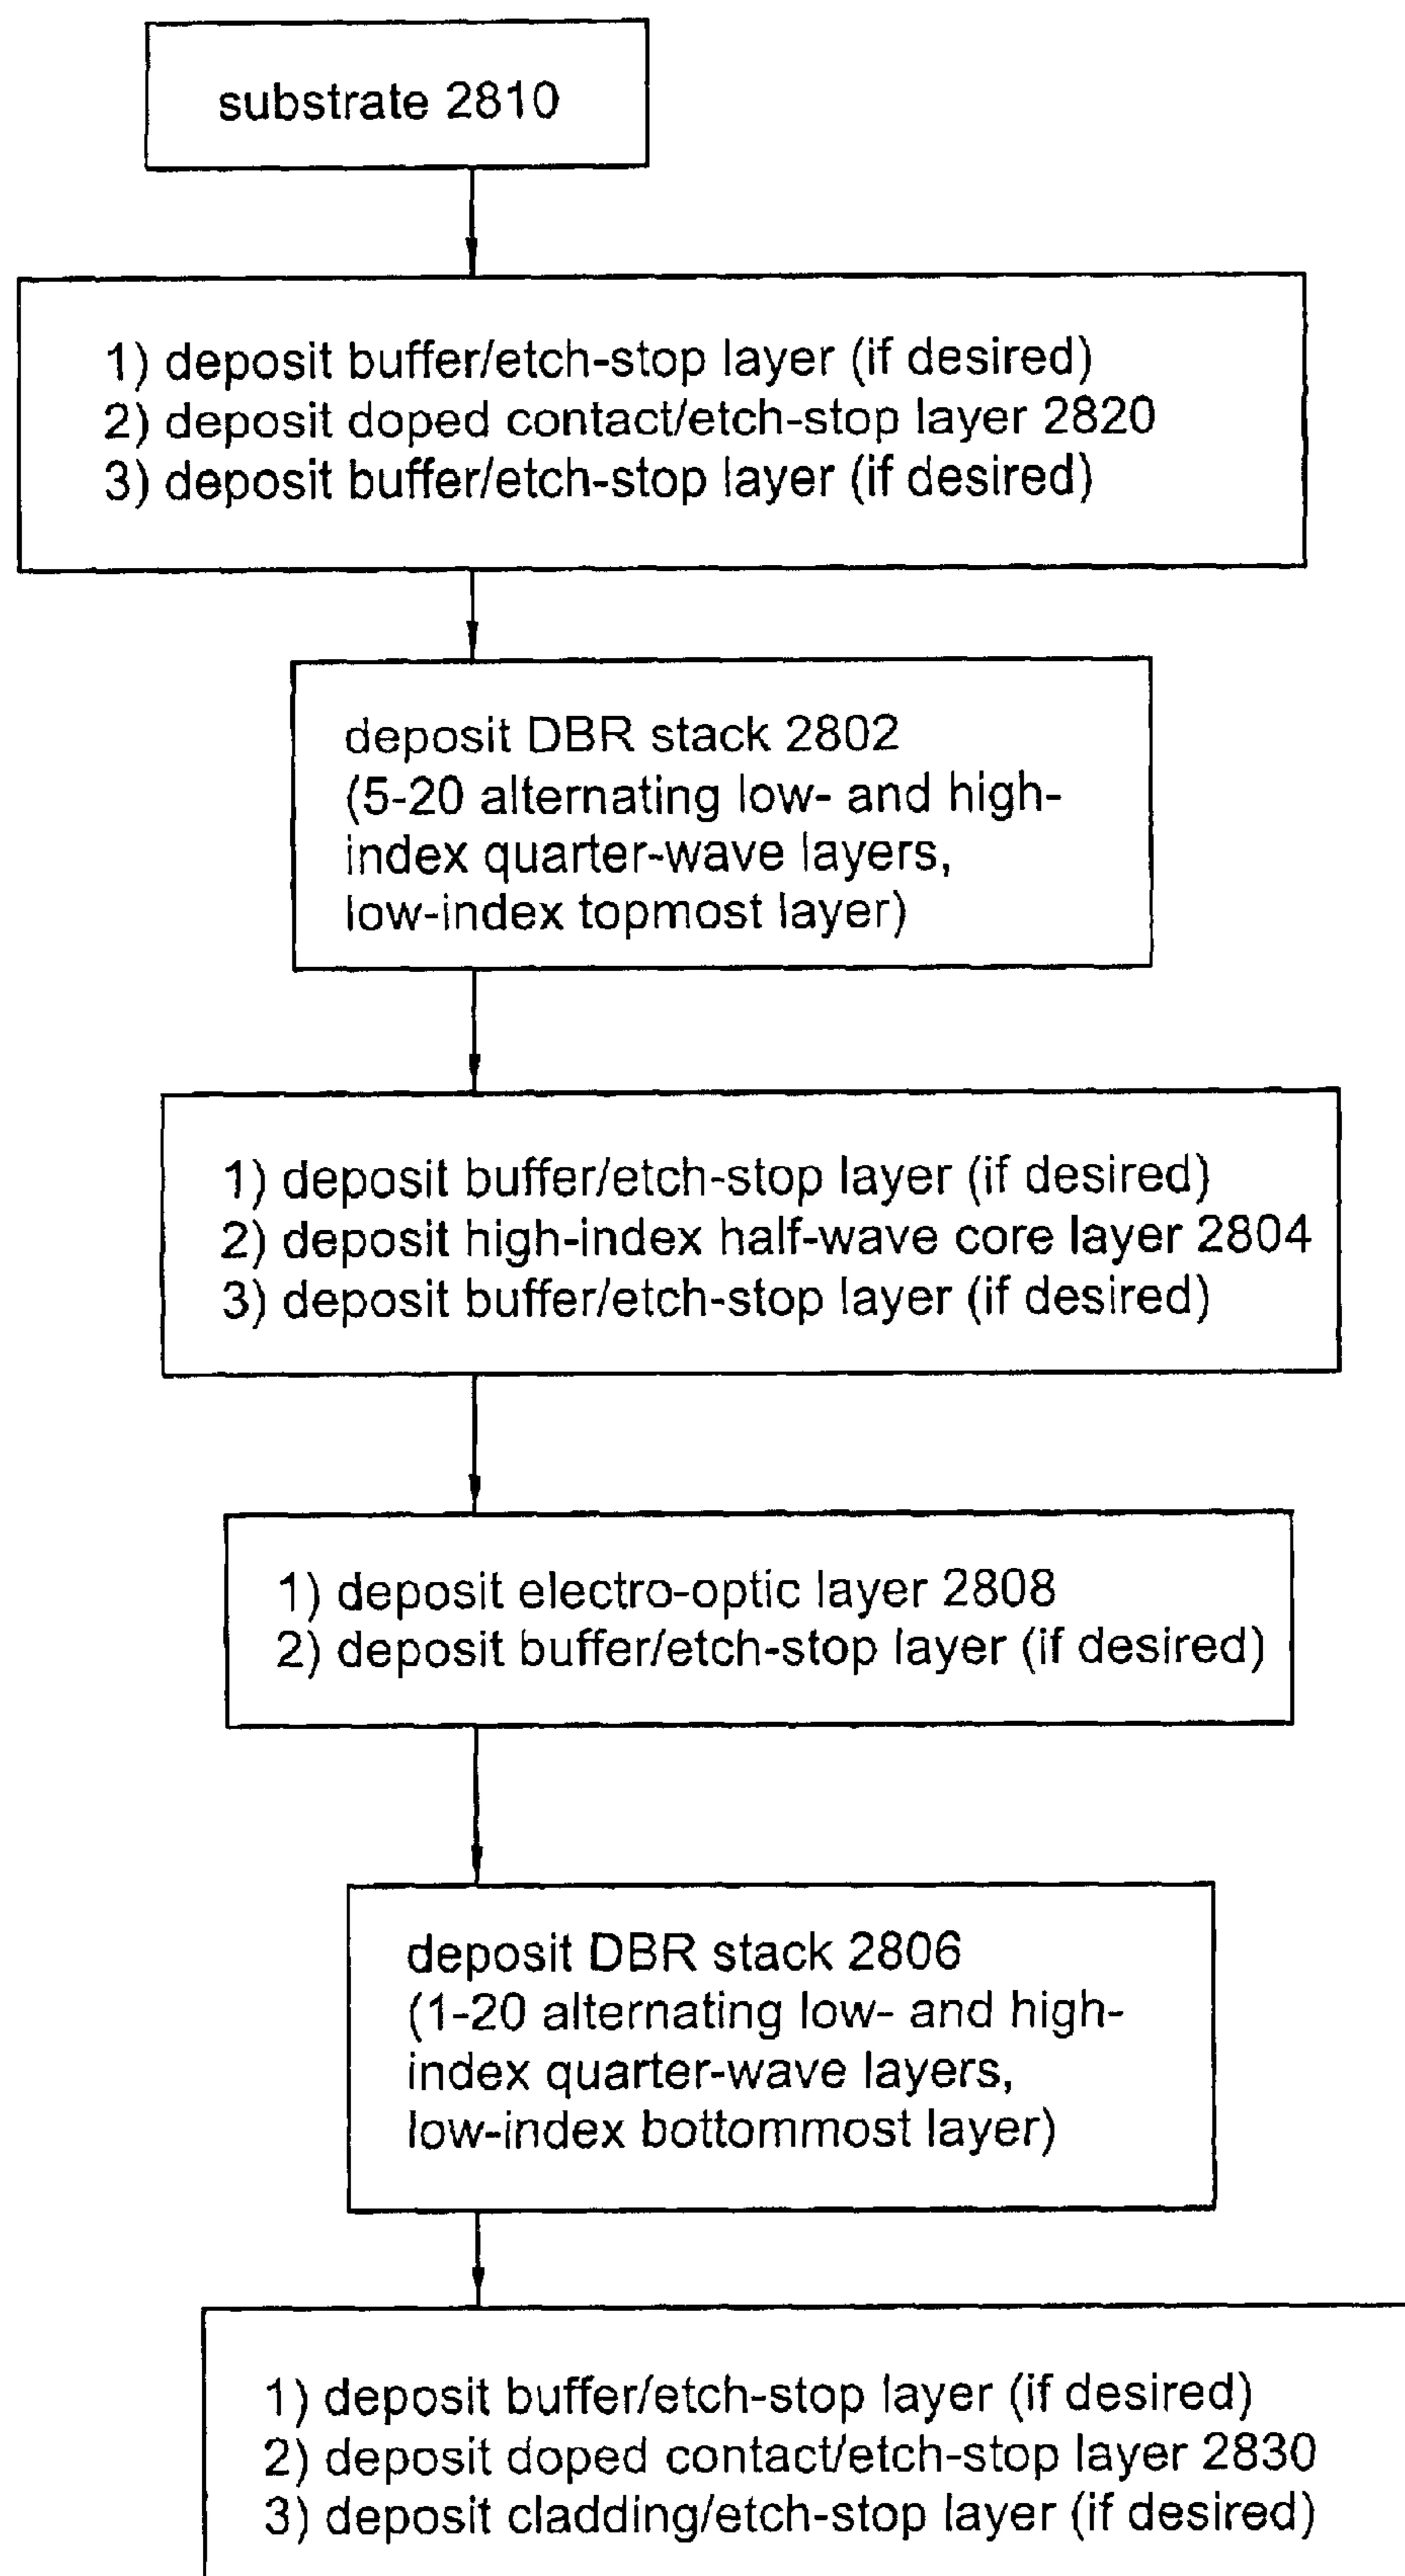 substrate 2810
1) deposit buffer/etch-stop layer (if desired)
2) deposit doped contact/etch-stop layer 2820
3) deposit buffer/etch-stop layer (if desired)
deposit DBR stack 2802
(5-20 alternating low- and high-
index quarter-wave layers,
low-index topmost layer)
1) deposit buffer/etch-stop layer (if desired)
2) deposit high-index half-wave core layer 2804
3) deposit buffer/etch-stop layer (if desired)
1) deposit electro-optic layer 2808
2) deposit buffer/etch-stop layer (if desired)
deposit DBR stack 2806
(1-20 alternating low- and high-
index quarter-wave layers,
low-index bottommost layer)
1) deposit buffer/etch-stop layer (if desired)
2) deposit doped contact/etch-stop layer 2830
3) deposit cladding/etch-stop layer (if desired)